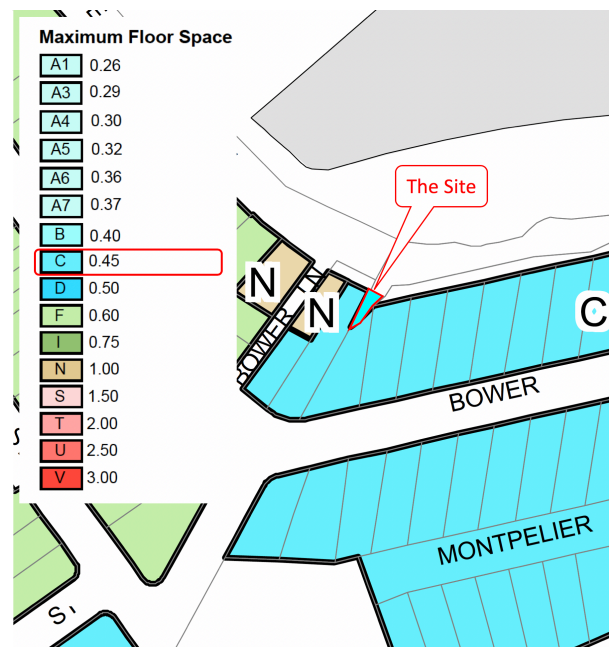 Maximum Floor Space
A1 0.26
A3 0.29
A4 0.30
A5 0.32
A6 0.36
A7 0.37
B 0.40
C 0.45
D 0.50
F 0.60
I 0.75
N 1.00
S 1.50
T 2.00
U 2.50
V 3.00
The Site
N
N
C
BOWER
BOWER
MONTPELIER
ST